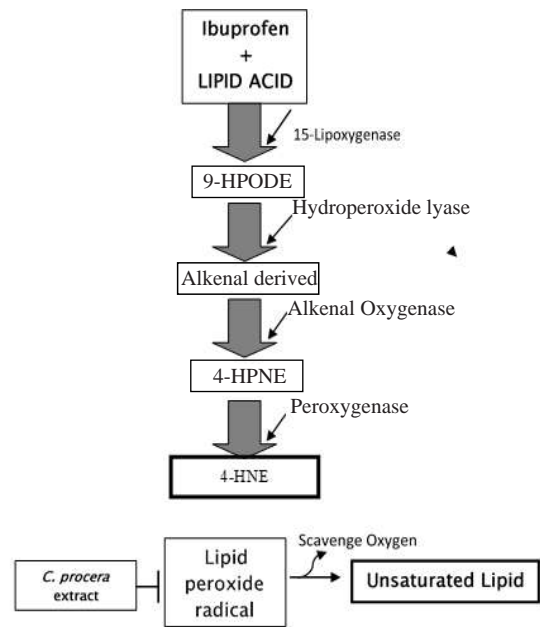 Ibuprofen
+
LIPID ACID
15-Lipoxygenase
9-HPODE
Hydroperoxide lyase
Alkenal derived
Alkenal Oxygenase
4-HPNE
Peroxygenase
4-HNE
Scavenge Oxygen
C. procera
extract
Lipid
peroxide
radical
Unsaturated Lipid